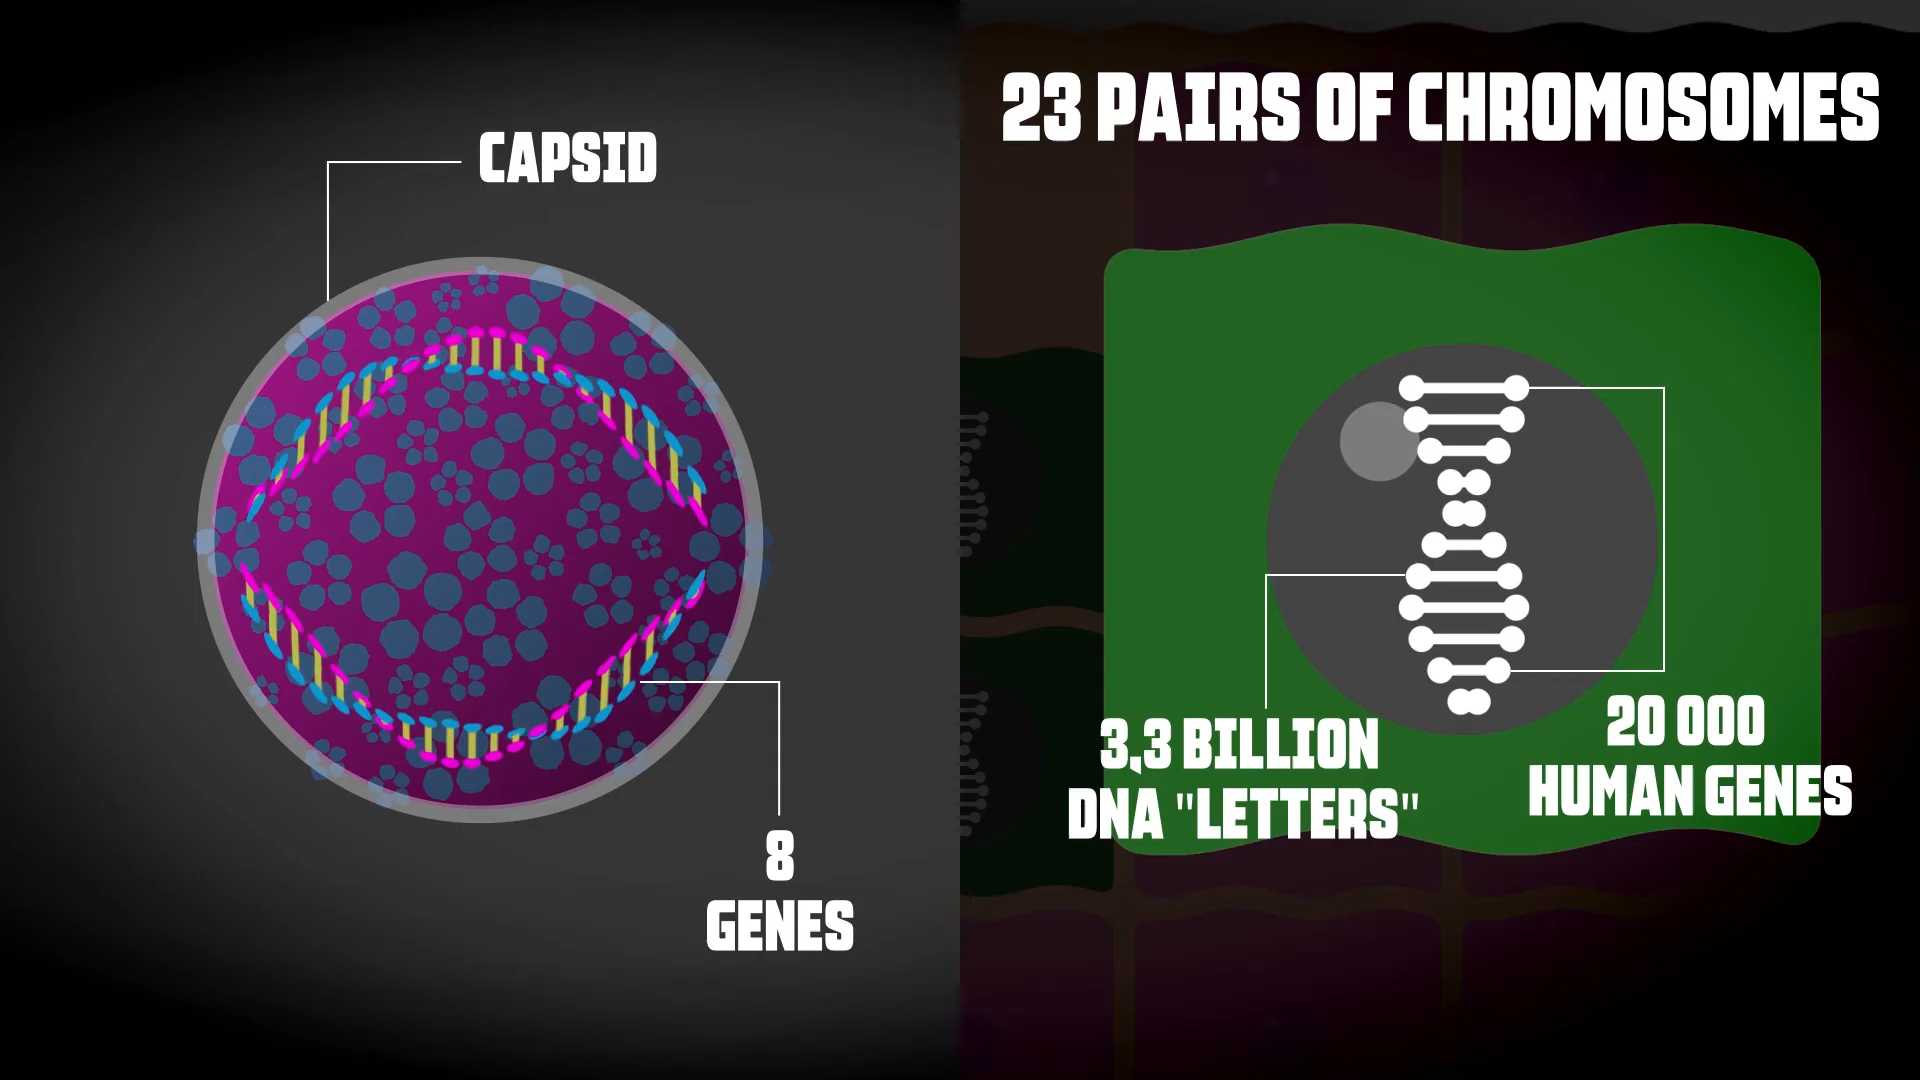 CAPSID
8
GENES
23 PAIRS OF CHROMOSOMES
3,3 BILLION
DNA "LETTERS"
20 000
HUMAN GENES